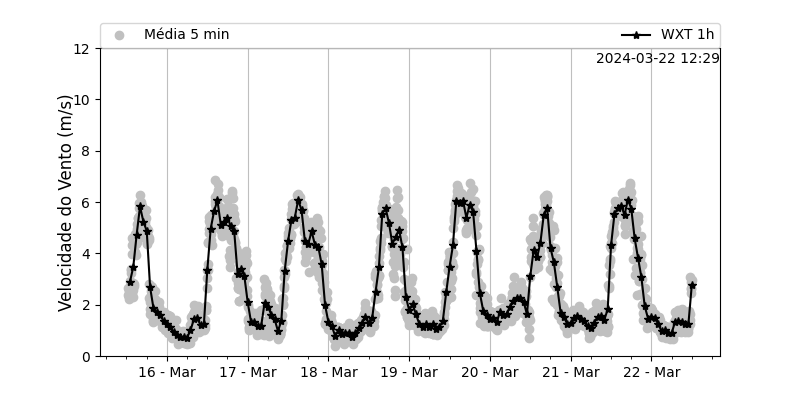 Média 5 min
WXT 1h
2024-03-22 12:29
Velocidade do Vento (m/s)
12
10
8
6
4
2
0
16 - Mar
17 - Mar
18 - Mar
19 - Mar
20 - Mar
21 - Mar
22 - Mar